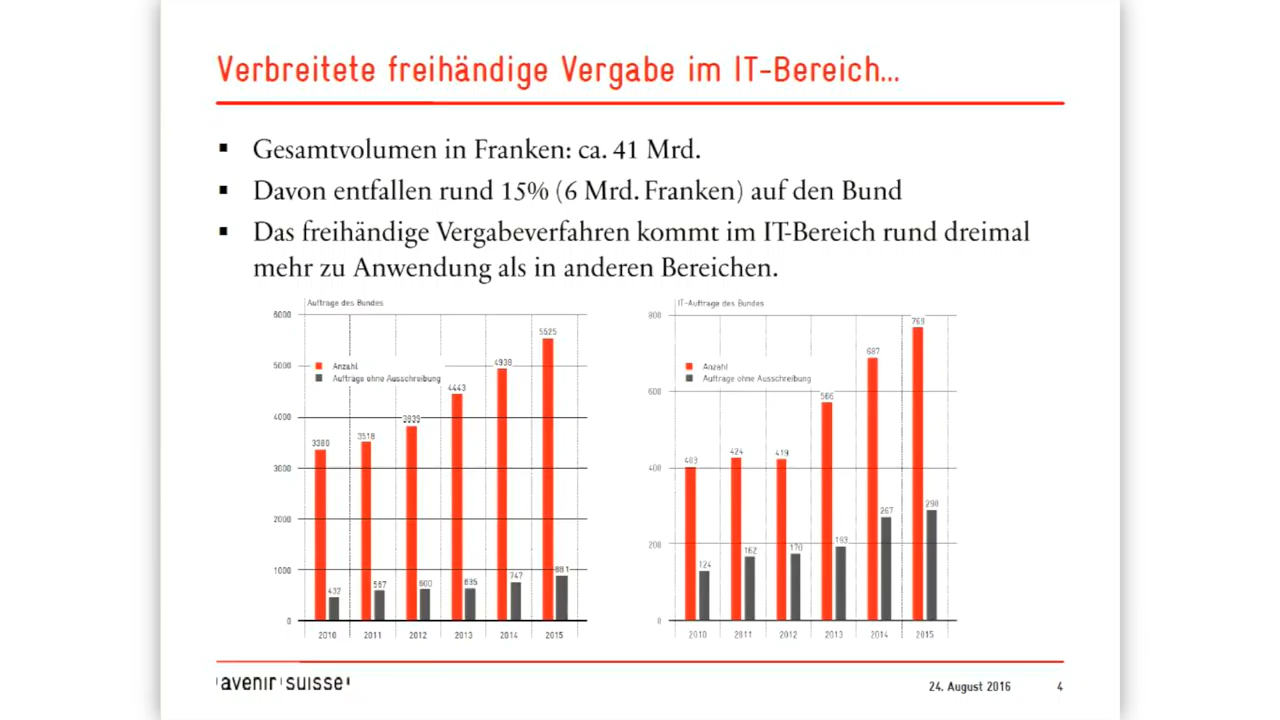 Verbreitete freihändige Vergabe im IT-Bereich...
▪ Gesamtvolumen in Franken: ca. 41 Mrd.
▪ Davon entfallen rund 15% (6 Mrd. Franken) auf den Bund
▪ Das freihändige Vergabeverfahren kommt im IT-Bereich rund dreimal
mehr zu Anwendung als in anderen Bereichen.
Aufträge des Bundes
6000
5000
4000
3000
2000
1000
0
Anzahl
Aufträge ohne Ausschreibung
3380
3518
3839
4443
4938
5525
432
587
600
635
747
881
2010 2011 2012 2013 2014 2015
IT-Aufträge des Bundes
800
600
400
200
0
Anzahl
Aufträge ohne Ausschreibung
403
424
419
566
687
769
124
162
170
193
267
290
2010 2011 2012 2013 2014 2015
avenir suisse
24. August 2016 4